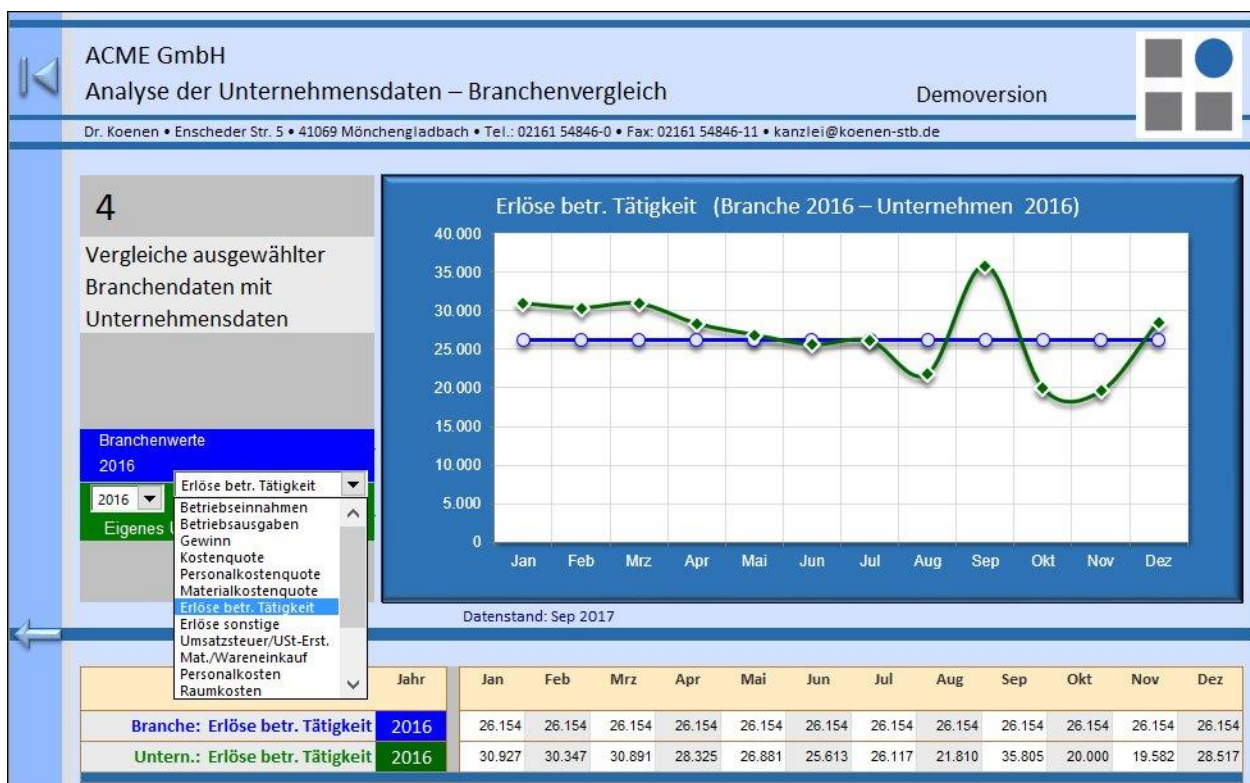 ACME GmbH
Analyse der Unternehmensdaten – Branchenvergleich
Demoversion
Dr. Koenen • Enscheder Str. 5 • 41069 Mönchengladbach • Tel.: 02161 54846-0 • Fax: 02161 54846-11 • kanzlei@koenen-stb.de
4
Vergleiche ausgewählter
Branchendaten mit
Unternehmensdaten
Branchenwerte
2016
Erlöse betr. Tätigkeit
2016
Eigenes
Betriebseinnahmen
Betriebsausgaben
Gewinn
Kostenquote
Personalkostenquote
Materialkostenquote
Erlöse betr. Tätigkeit
Erlöse sonstige
Umsatzsteuer/USt-Erst.
Mat./Wareneinkauf
Personalkosten
Raumkosten
Erlöse betr. Tätigkeit (Branche 2016 – Unternehmen 2016)
40.000
35.000
30.000
25.000
20.000
15.000
10.000
5.000
0
Jan Feb Mrz Apr Mai Jun Jul Aug Sep Okt Nov Dez
Datenstand: Sep 2017
Jahr Jan Feb Mrz Apr Mai Jun Jul Aug Sep Okt Nov Dez
Branche: Erlöse betr. Tätigkeit 2016 26.154 26.154 26.154 26.154 26.154 26.154 26.154 26.154 26.154 26.154 26.154 26.154
Untern.: Erlöse betr. Tätigkeit 2016 30.927 30.347 30.891 28.325 26.881 25.613 26.117 21.810 35.805 20.000 19.582 28.517